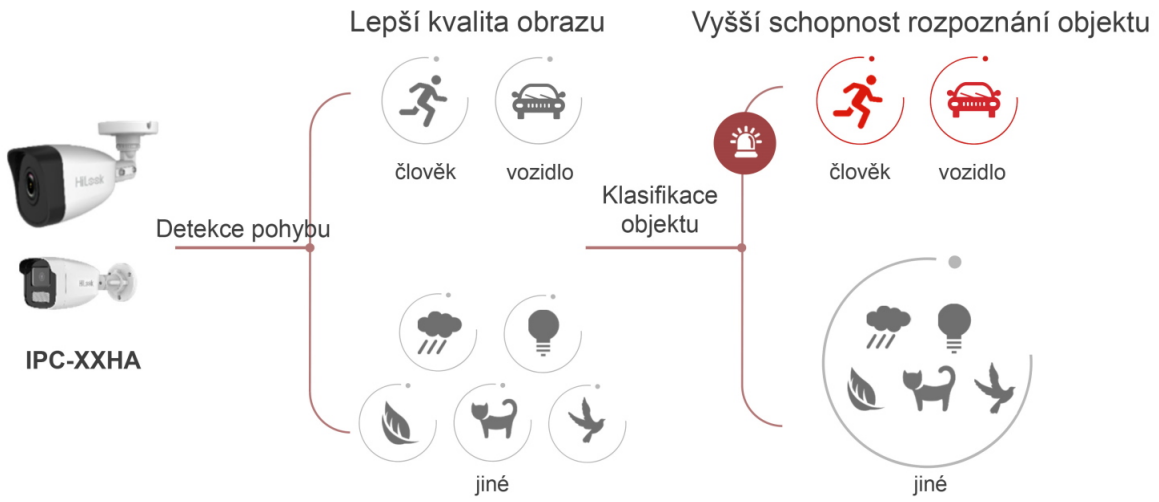 Lepší kvalita obrazu
Vyšší schopnost rozpoznání objektu
HiLook
člověk
vozidlo
člověk
vozidlo
Detekce pohybu
Klasifikace
objektu
HiLook
IPC-XXHA
jiné
jiné